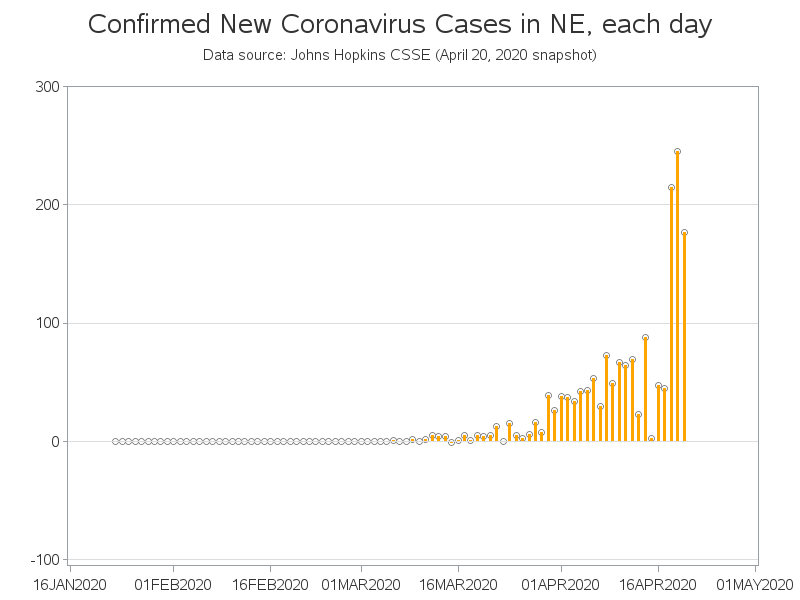 Confirmed New Coronavirus Cases in NE, each day
Data source: Johns Hopkins CSSE (April 20, 2020 snapshot)
300
200
100
0
-100
16JAN2020 01FEB2020 16FEB2020 01MAR2020 16MAR2020 01APR2020 16APR2020 01MAY2020